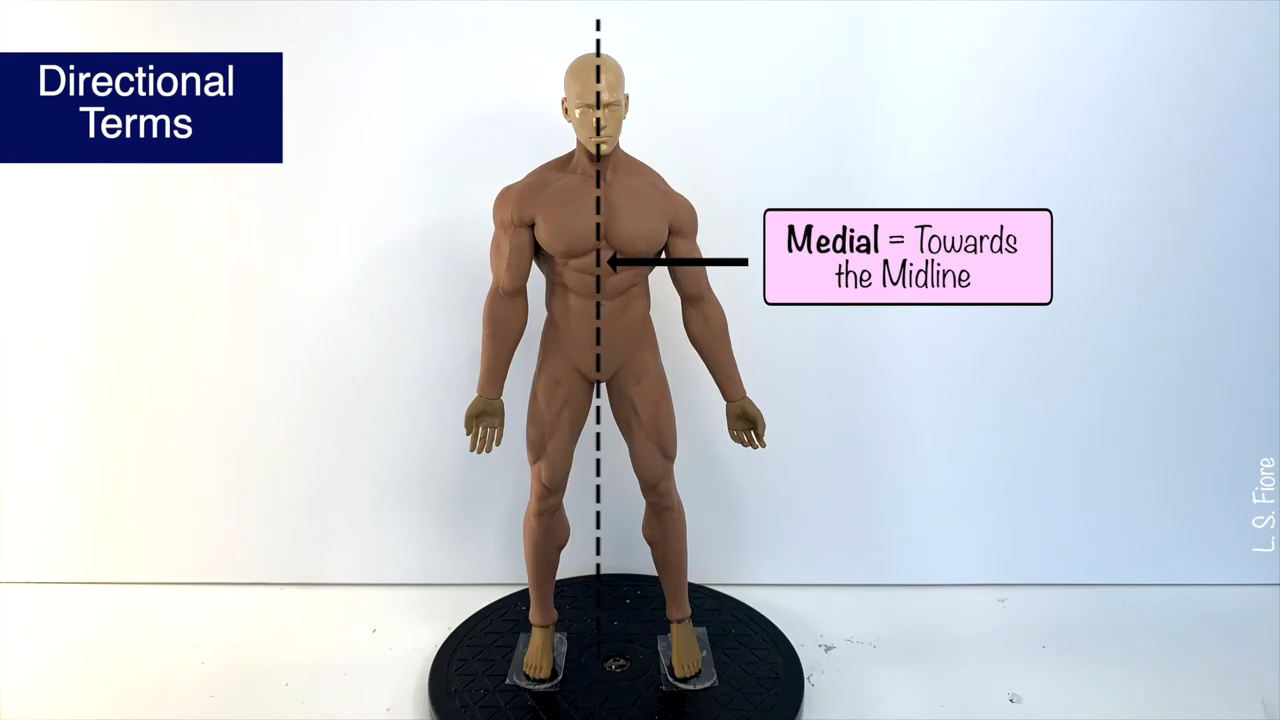 Directional
Terms
Medial = Towards
the Midline
L. S. Fiore